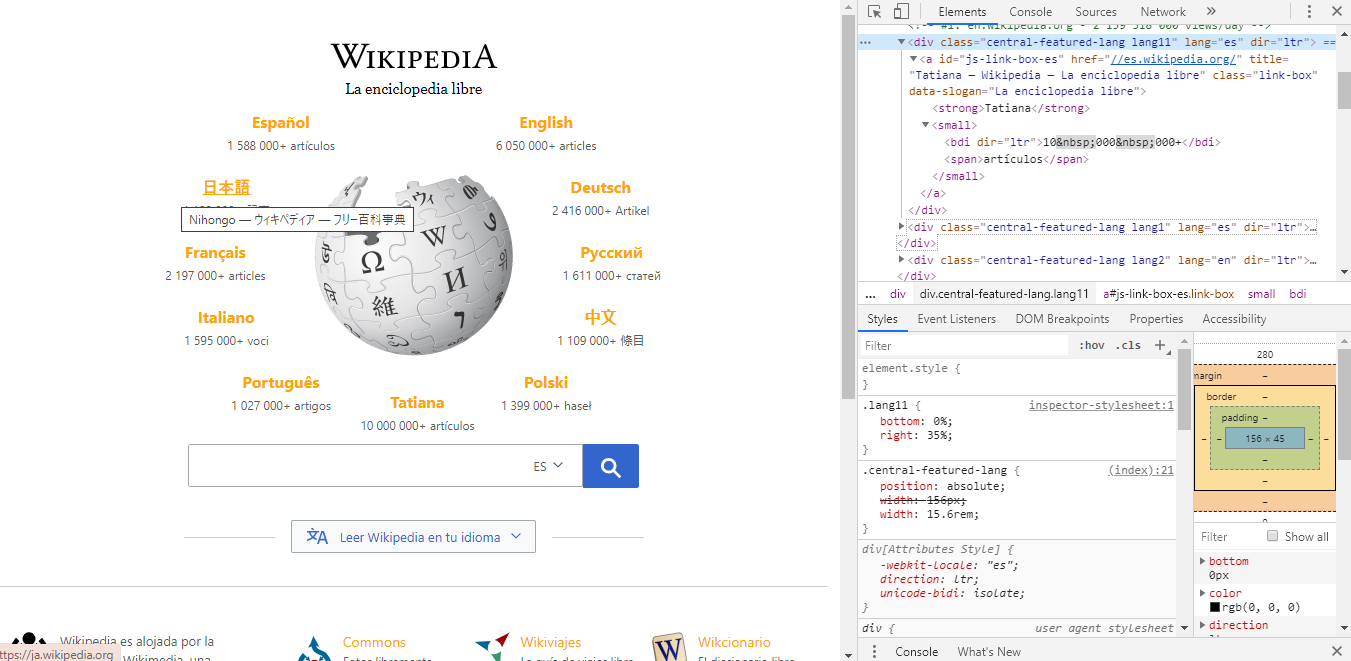 WIKIPEDIA
La enciclopedia libre
Español
1 588 000+ artículos
English
6 050 000+ articles
日本語
Nihongo — ウィキペディア — フリー百科事典
Deutsch
2 416 000+ Artikel
Français
2 197 000+ articles
Русский
1 611 000+ статей
Italiano
1 595 000+ voci
中文
1 109 000+ 條目
Português
1 027 000+ artigos
Tatiana
10 000 000+ artículos
Polski
1 399 000+ haseł
Ω
W
И
維
ES
Leer Wikipedia en tu idioma
Wikipedia es alojada por la
Wikimedia, una
ttps://ja.wikipedia.org
Commons
Wikiviajes
La guía de viajes libre
W
Wikcionario
El diccionario libre
Elements
Console
Sources
Network
»
<!-- #1. en.wikipedia.org - 2 159 518 000 views/day -->
<div class="central-featured-lang lang11" lang="es" dir="ltr"> ==
<a id="js-link-box-es" href="//es.wikipedia.org/" title=
"Tatiana — Wikipedia — La enciclopedia libre" class="link-box"
data-slogan="La enciclopedia libre">
<strong>Tatiana</strong>
<small>
<bdi dir="ltr">10&nbsp;000&nbsp;000+</bdi>
<span>artículos</span>
</small>
</a>
</div>
<div class="central-featured-lang lang1" lang="es" dir="ltr">…
</div>
<div class="central-featured-lang lang2" lang="en" dir="ltr">…
</div>
... div div.central-featured-lang.lang11 a#js-link-box-es.link-box small bdi
Styles Event Listeners DOM Breakpoints Properties Accessibility
Filter :hov .cls +
element.style {
}
.lang11 { inspector-stylesheet:1
bottom: 0%;
right: 35%;
}
.central-featured-lang { (index):21
position: absolute;
width: 156px;
width: 15.6rem;
}
div[Attributes Style] {
-webkit-locale: "es";
direction: ltr;
unicode-bidi: isolate;
}
div { user agent stylesheet
280
margin –
border –
padding –
156 × 45
Filter Show all
bottom
0px
color
rgb(0, 0, 0)
direction
Console What's New